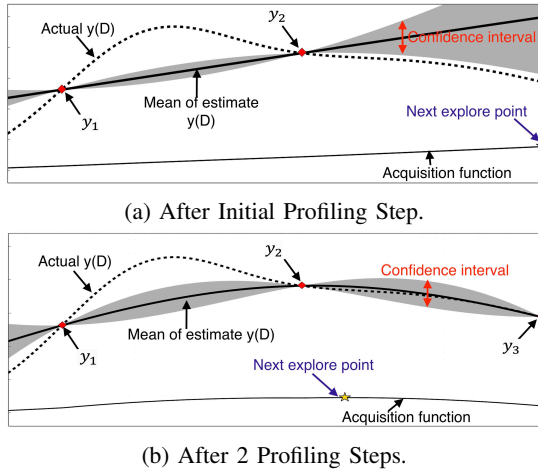 Actual y(D)
y₂
Confidence interval
Mean of estimate
y(D)
y₁
Next explore point
Acquisition function
(a) After Initial Profiling Step.
y₂
Actual y(D)
Confidence interval
y₁
Mean of estimate y(D)
y₃
Next explore point
Acquisition function
(b) After 2 Profiling Steps.